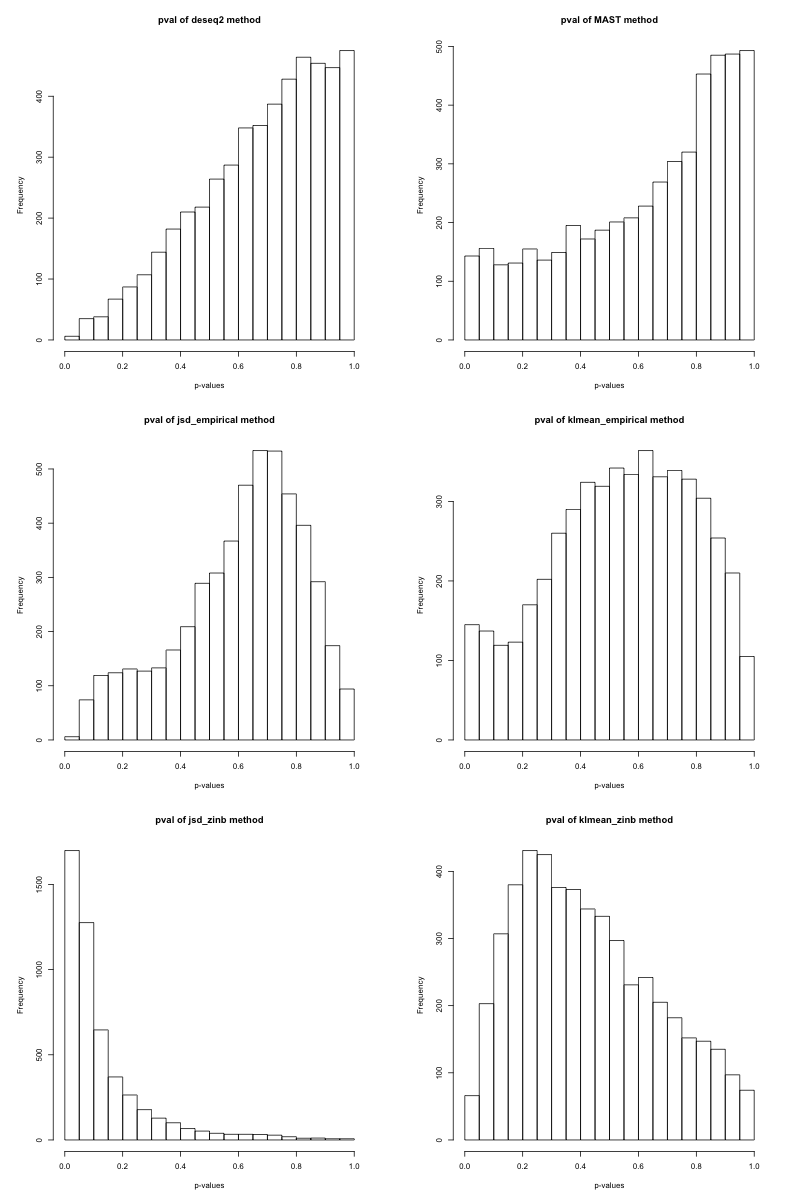 pval of deseq2 method
Frequency
0 100 200 300 400
0.0 0.2 0.4 0.6 0.8 1.0
p-values
pval of MAST method
Frequency
0 100 200 300 400 500
0.0 0.2 0.4 0.6 0.8 1.0
p-values
pval of jsd_empirical method
Frequency
0 100 200 300 400 500
0.0 0.2 0.4 0.6 0.8 1.0
p-values
pval of klmean_empirical method
Frequency
0 100 200 300
0.0 0.2 0.4 0.6 0.8 1.0
p-values
pval of jsd_zinb method
Frequency
0 500 1000 1500
0.0 0.2 0.4 0.6 0.8 1.0
p-values
pval of klmean_zinb method
Frequency
0 100 200 300 400
0.0 0.2 0.4 0.6 0.8 1.0
p-values